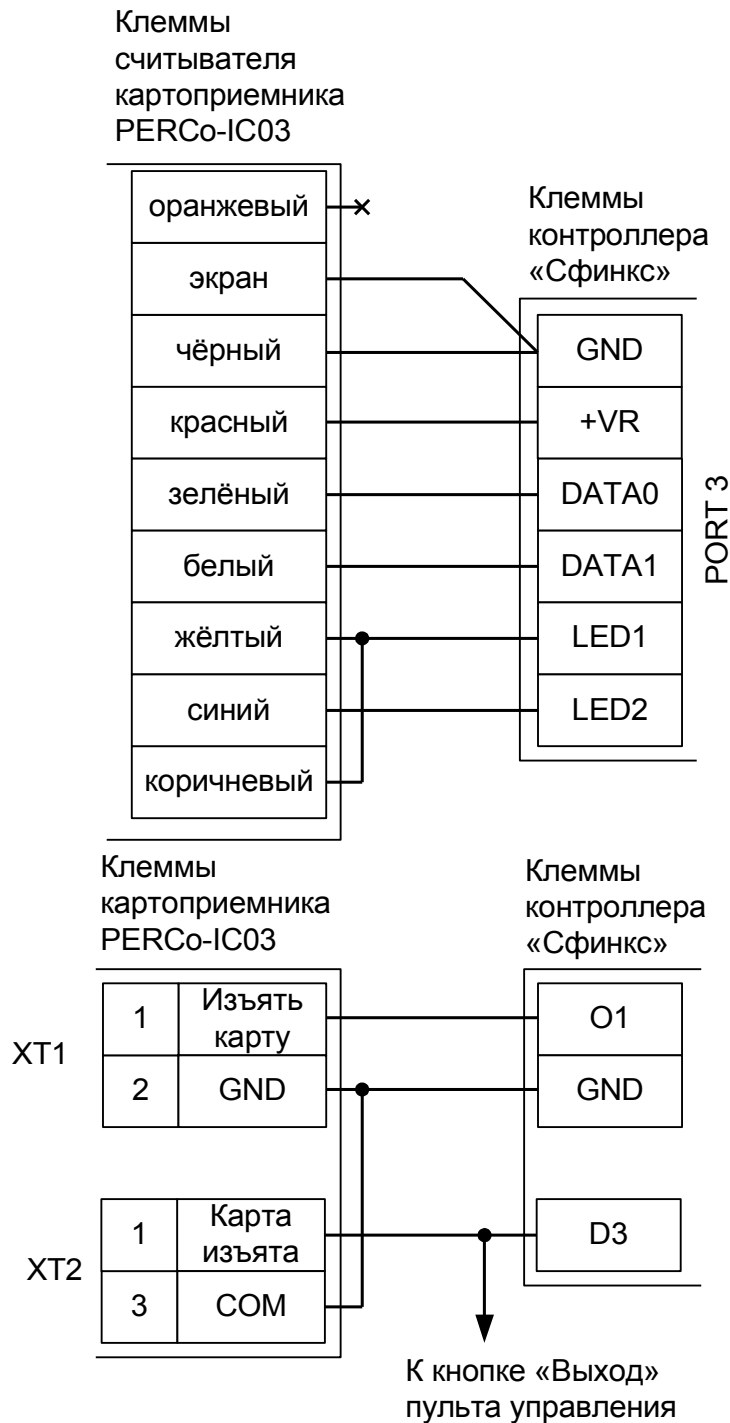 Клеммы
считывателя
картоприемника
PERCo-IC03
оранжевый
экран
чёрный
красный
зелёный
белый
жёлтый
синий
коричневый
Клеммы
контроллера
«Сфинкс»
GND
+VR
DATA0
DATA1
LED1
LED2
PORT 3
Клеммы
картоприемника
PERCo-IC03
XT1
1
Изъять
карту
2
GND
XT2
1
Карта
изъята
3
COM
Клеммы
контроллера
«Сфинкс»
O1
GND
D3
К кнопке «Выход»
пульта управления